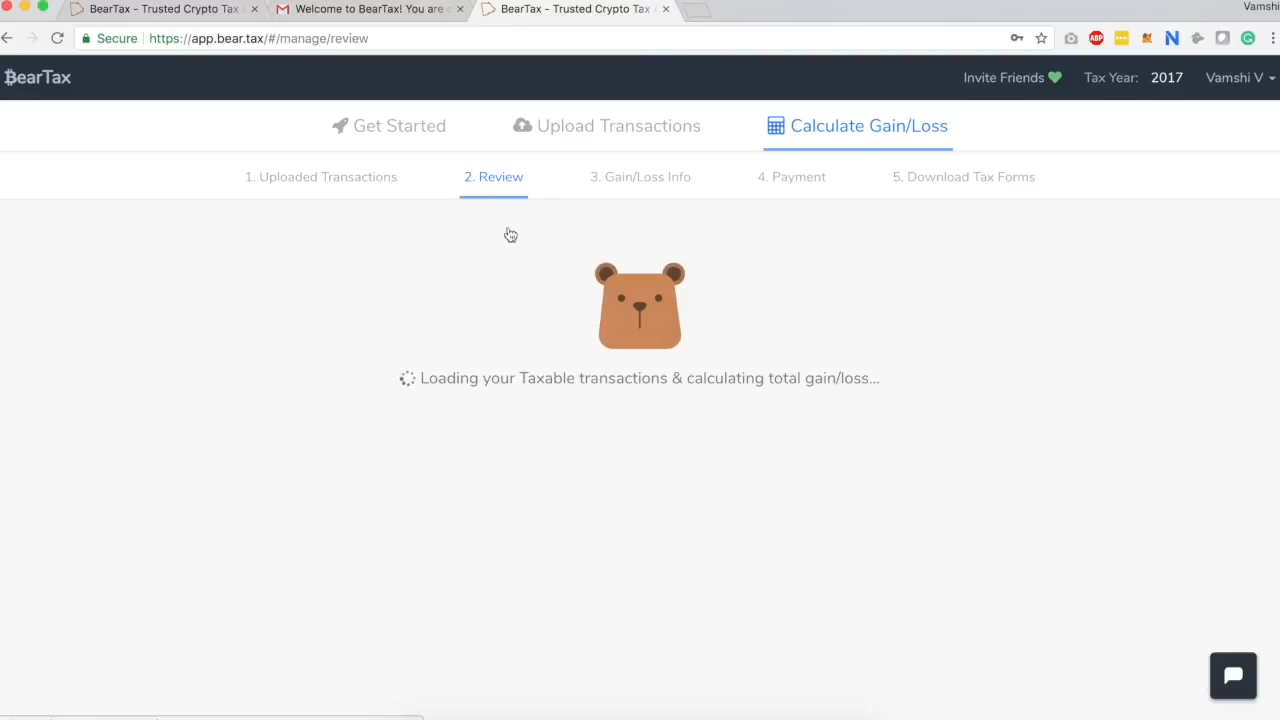 BearTax - Trusted Crypto Tax
Welcome to BearTax! You are p
BearTax - Trusted Crypto Tax
Vamshi
Secure
https://app.bear.tax/#/manage/review
ABP
BearTax
Invite Friends
Tax Year: 2017
Vamshi V
Get Started
Upload Transactions
Calculate Gain/Loss
1. Uploaded Transactions
2. Review
3. Gain/Loss Info
4. Payment
5. Download Tax Forms
Loading your Taxable transactions & calculating total gain/loss...